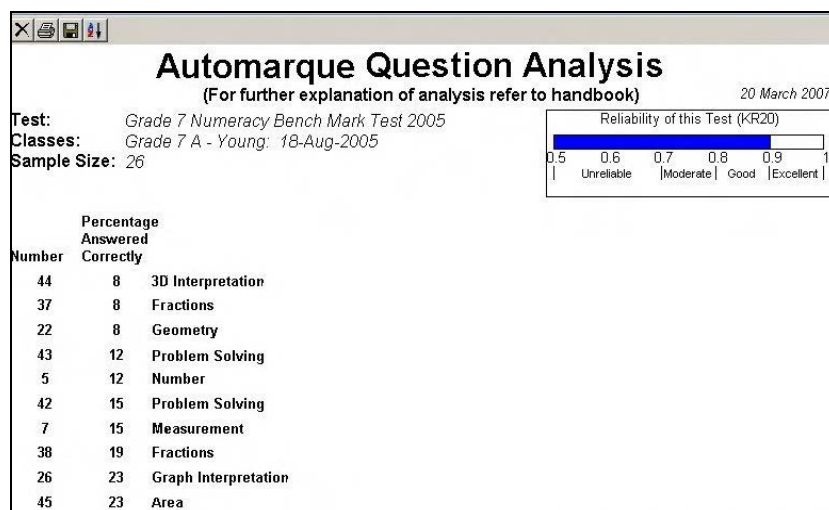 Automarque Question Analysis
(For further explanation of analysis refer to handbook)
20 March 2007
Test: Grade 7 Numeracy Bench Mark Test 2005
Classes: Grade 7 A - Young: 18-Aug-2005
Sample Size: 26
Reliability of this Test (KR20)
0.5 0.6 0.7 0.8 0.9 1
Unreliable Moderate Good Excellent
Percentage
Answered
Number Correctly
44 8 3D Interpretation
37 8 Fractions
22 8 Geometry
43 12 Problem Solving
5 12 Number
42 15 Problem Solving
7 15 Measurement
38 19 Fractions
26 23 Graph Interpretation
45 23 Area